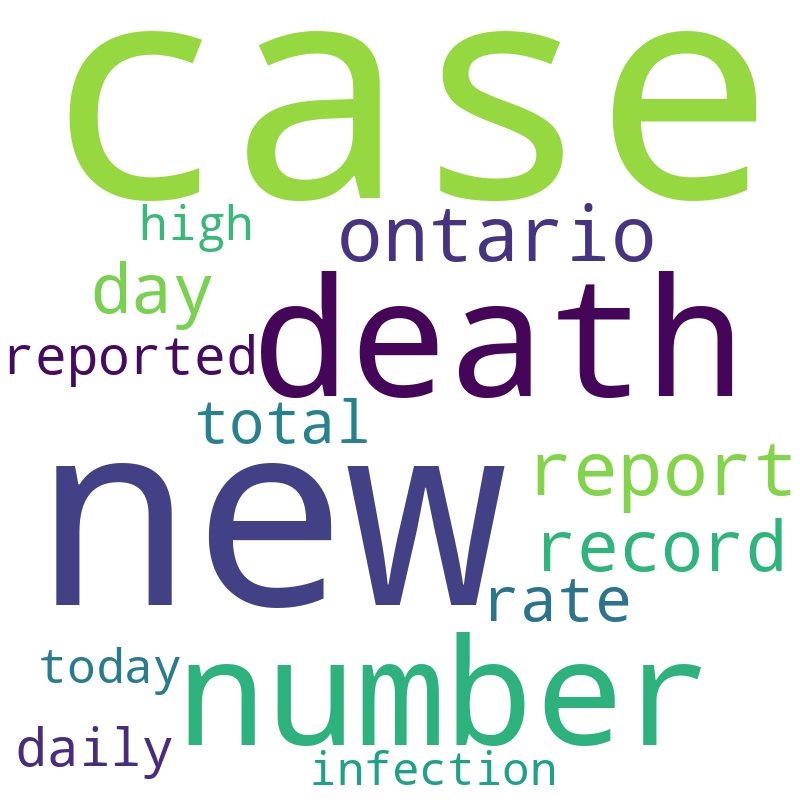 case
high
ontario
day
death
reported
total
new
report
record
rate
number
today
daily
infection